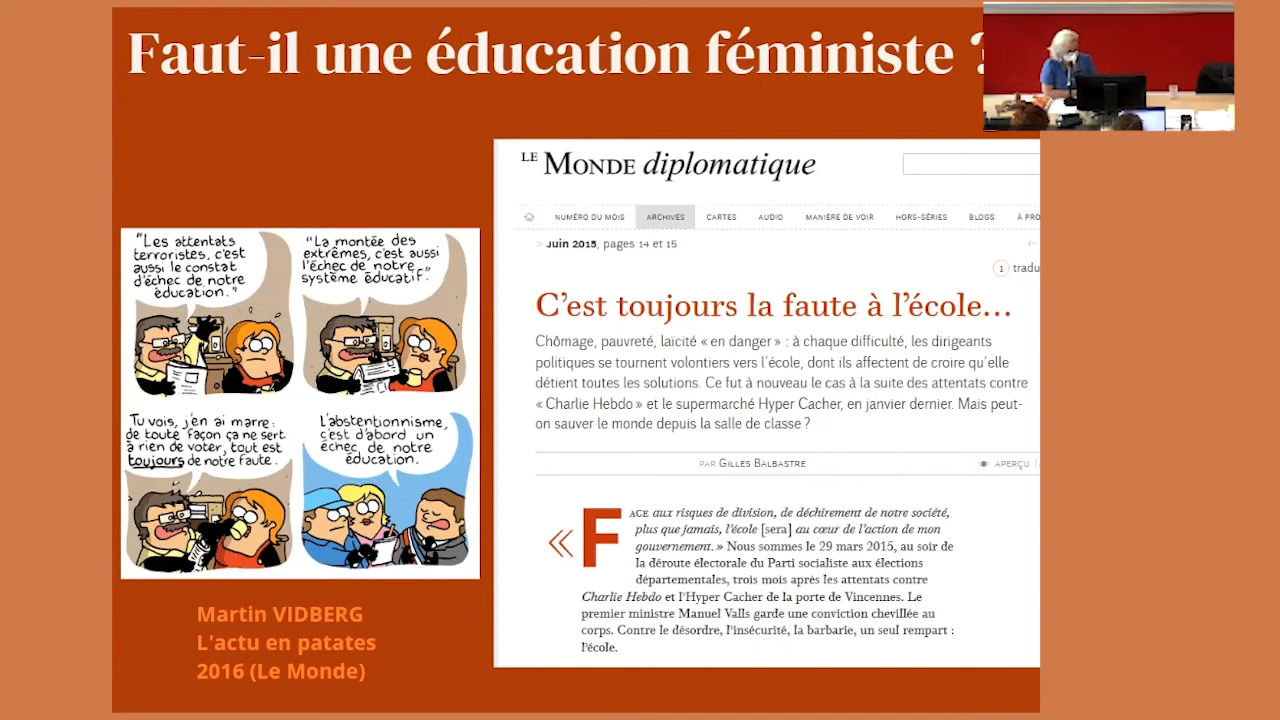 Faut-il une éducation féministe ?
"Les attentats
terroristes, c'est
aussi le constat
d'échec de notre
éducation."
"La montée des
extrêmes, c'est aussi
l'échec de notre
système éducatif."
Tu vois, j'en ai marre :
de toute façon ça ne sert
à rien de voter, tout est
toujours de notre faute.
L'abstentionnisme,
c'est d'abord un
échec de notre
éducation.
Martin VIDBERG
L'actu en patates
2016 (Le Monde)
LE MONDE diplomatique
NUMÉRO DU MOIS ARCHIVES CARTES AUDIO MANIÈRE DE VOIR HORS-SÉRIES BLOGS À PRO
> Juin 2015, pages 14 et 15
1 tradu
C'est toujours la faute à l'école...
Chômage, pauvreté, laïcité « en danger » : à chaque difficulté, les dirigeants
politiques se tournent volontiers vers l'école, dont ils affectent de croire qu'elle
détient toutes les solutions. Ce fut à nouveau le cas à la suite des attentats contre
« Charlie Hebdo » et le supermarché Hyper Cacher, en janvier dernier. Mais peut-
on sauver le monde depuis la salle de classe ?
PAR GILLES BALBASTRE
APERÇU
« FACE aux risques de division, de déchirement de notre société,
plus que jamais, l'école [sera] au cœur de l'action de mon
gouvernement. » Nous sommes le 29 mars 2015, au soir de
la déroute électorale du Parti socialiste aux élections
départementales, trois mois après les attentats contre
Charlie Hebdo et l'Hyper Cacher de la porte de Vincennes. Le
premier ministre Manuel Valls garde une conviction chevillée au
corps. Contre le désordre, l'insécurité, la barbarie, un seul rempart :
l'école.